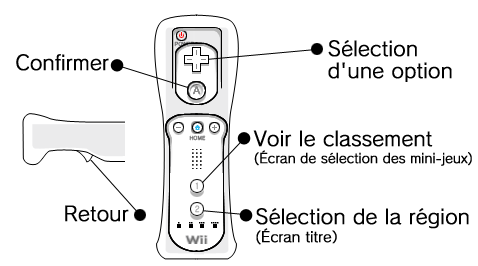 POWER
Sélection
d'une option
Confirmer
A
HOME
Voir le classement
(Écran de sélection des mini-jeux)
1
Retour
2
Sélection de la région
(Écran titre)
Wii